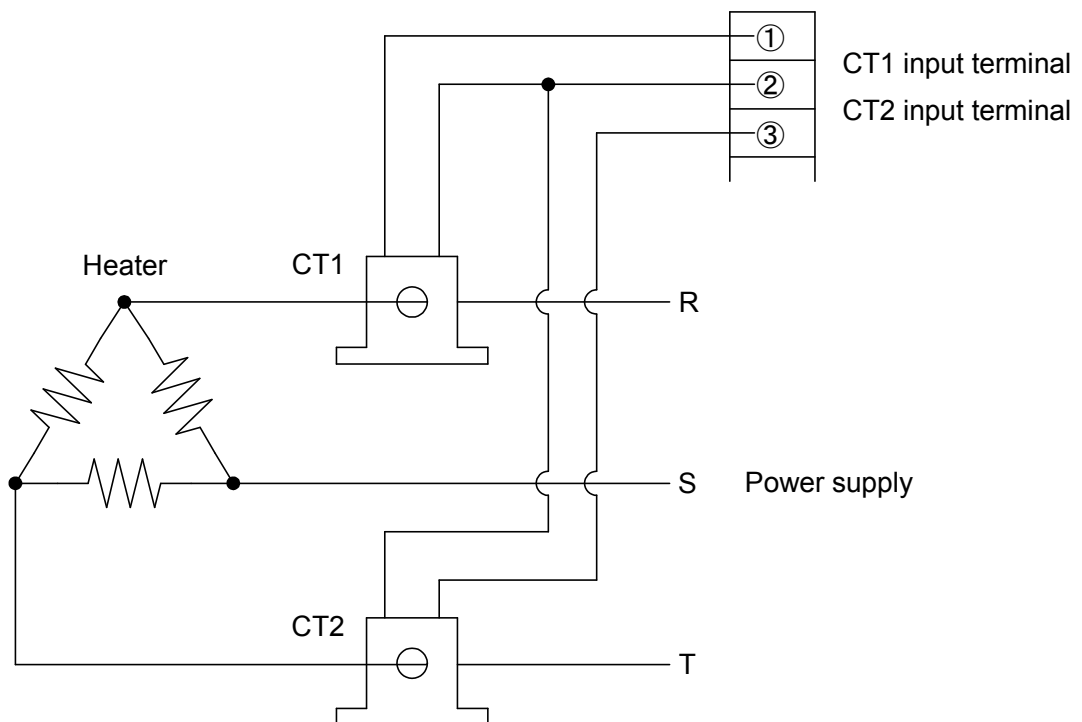 ①
CT1 input terminal
②
CT2 input terminal
③
Heater
CT1
R
S
Power supply
CT2
T